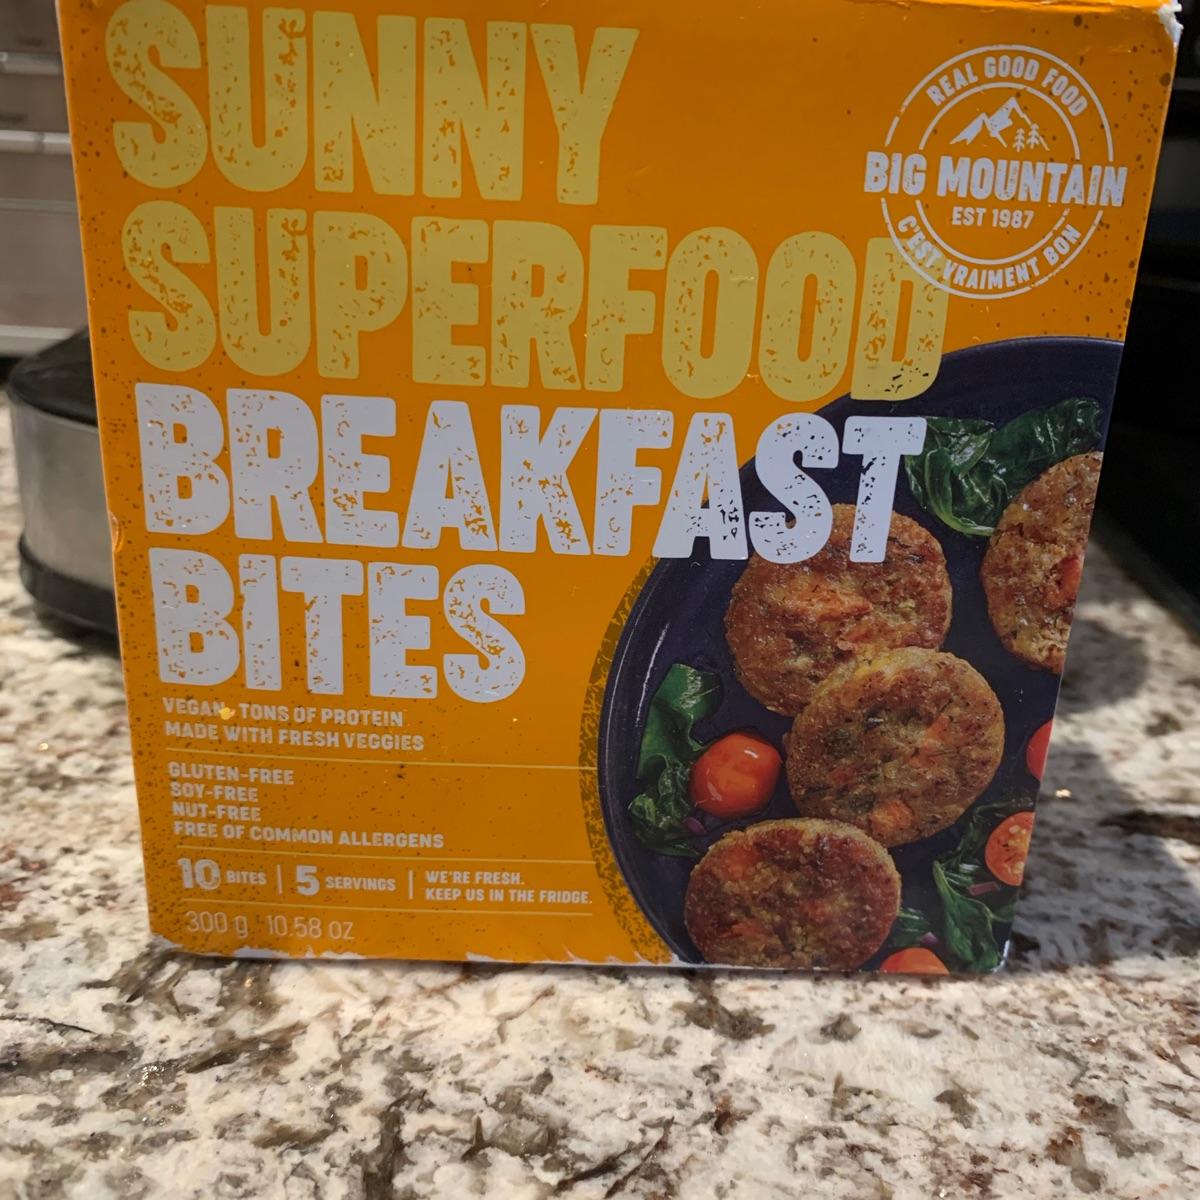 SUNNY
SUPERFOOD
BREAKFAST
BITES
REAL GOOD FOOD
BIG MOUNTAIN
EST 1987
C'EST VRAIMENT BON
VEGAN TONS OF PROTEIN
MADE WITH FRESH VEGGIES
GLUTEN-FREE
SOY-FREE
NUT-FREE
FREE OF COMMON ALLERGENS
10 BITES | 5 SERVINGS | WE'RE FRESH.
KEEP US IN THE FRIDGE.
300 g 10.58 oz